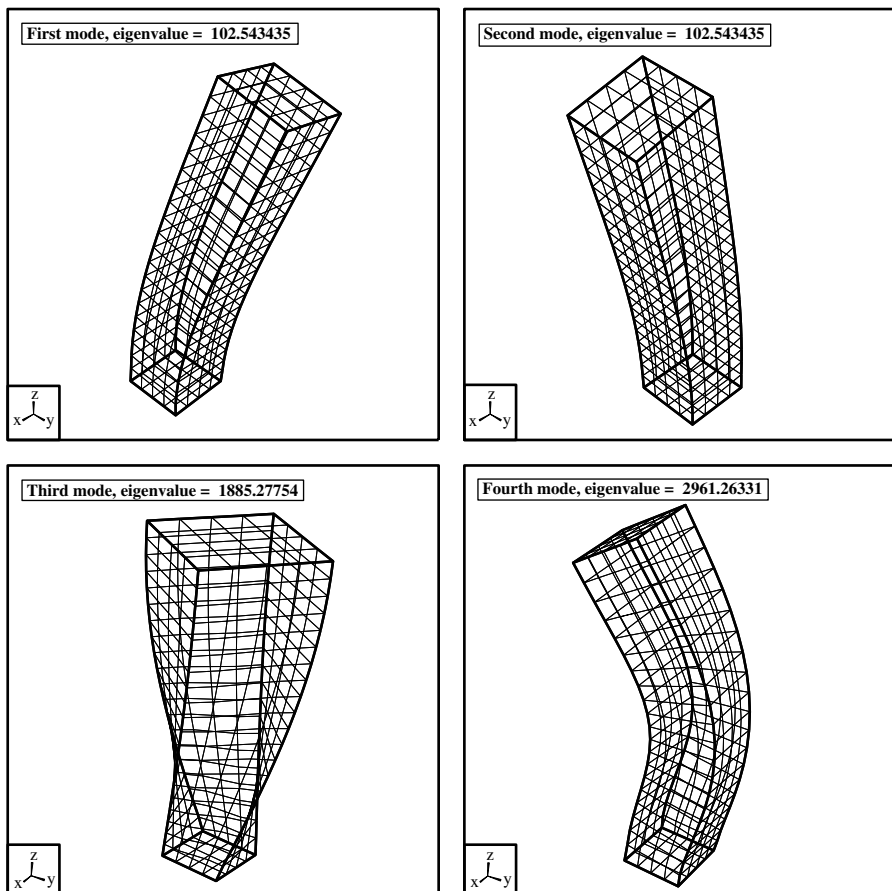 First mode, eigenvalue = 102.543435
z
x y
Second mode, eigenvalue = 102.543435
z
x y
Third mode, eigenvalue = 1885.27754
z
x y
Fourth mode, eigenvalue = 2961.26331
z
x y